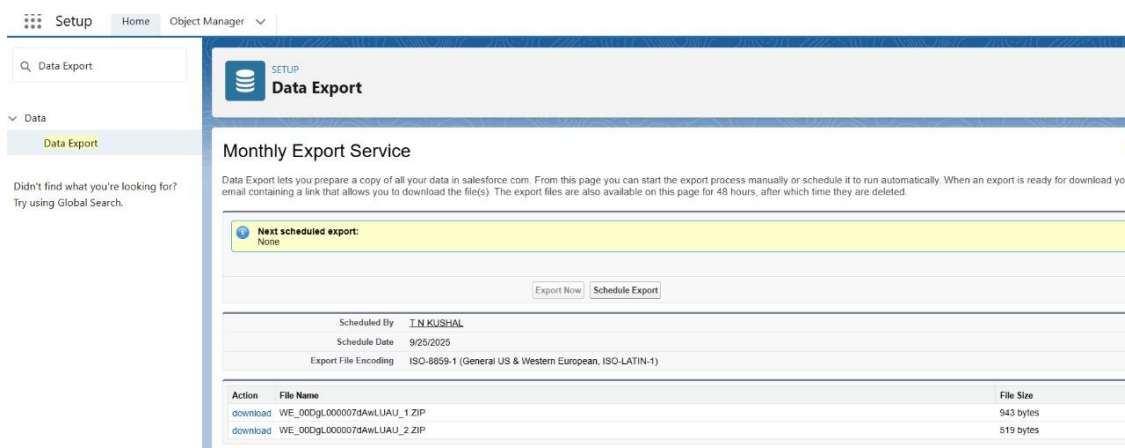 Setup Home Object Manager
Data Export
SETUP
Data Export
Data
Data Export
Didn't find what you're looking for?
Try using Global Search.
Monthly Export Service
Data Export lets you prepare a copy of all your data in salesforce.com. From this page you can start the export process manually or schedule it to run automatically. When an export is ready for download yo
email containing a link that allows you to download the file(s). The export files are also available on this page for 48 hours, after which time they are deleted.
Next scheduled export:
None
Export Now Schedule Export
Scheduled By T N KUSHAL
Schedule Date 9/25/2025
Export File Encoding ISO-8859-1 (General US & Western European, ISO-LATIN-1)
Action File Name File Size
download WE_00DgL000007dAwLUAU_1.ZIP 943 bytes
download WE_00DgL000007dAwLUAU_2.ZIP 519 bytes